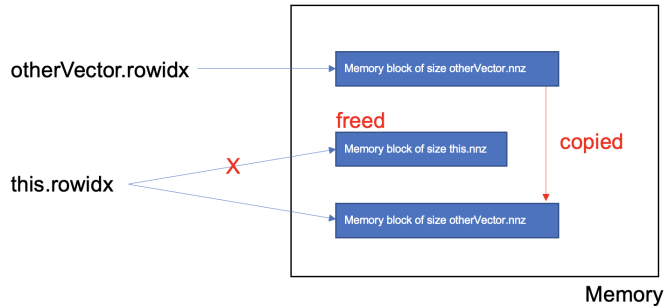 otherVector.rowidx
Memory block of size otherVector.nnz
freed
Memory block of size this.nnz
copied
X
this.rowidx
Memory block of size otherVector.nnz
Memory